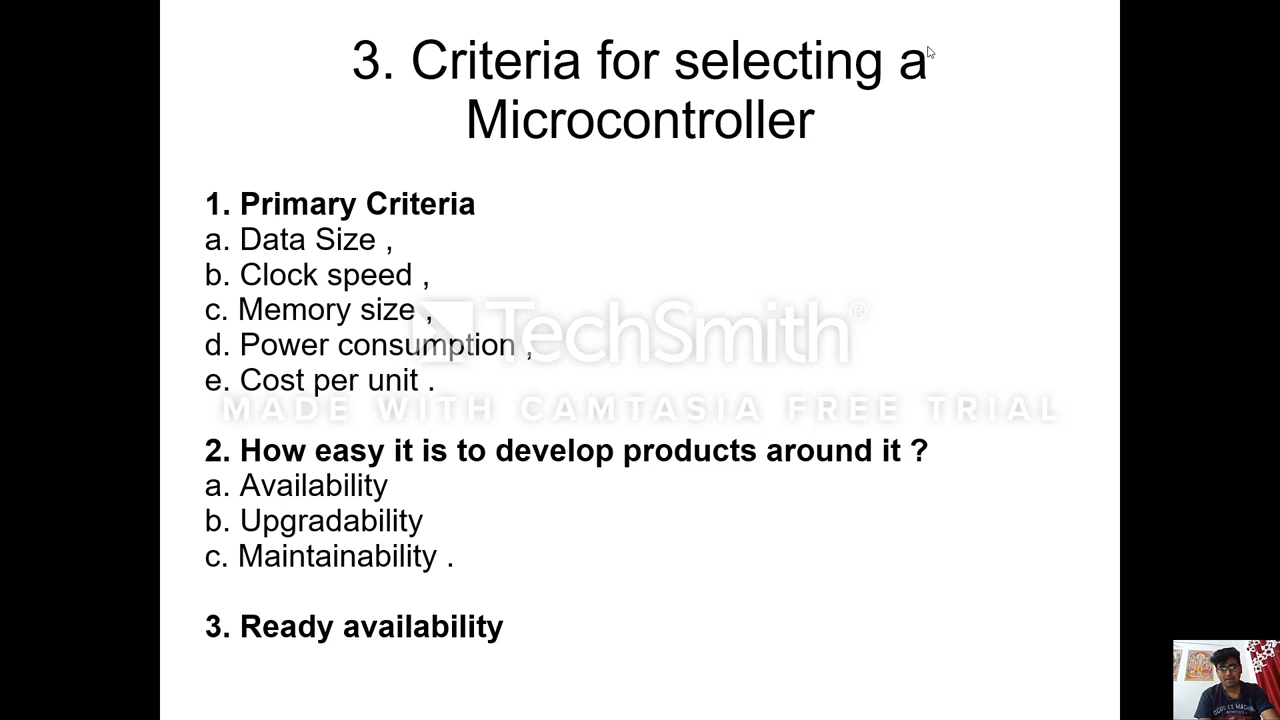 3. Criteria for selecting a
Microcontroller
1. Primary Criteria
a. Data Size ,
b. Clock speed ,
c. Memory size ,
d. Power consumption ,
e. Cost per unit .
TechSmith®
MADE WITH CAMTASIA FREE TRIAL
2. How easy it is to develop products around it ?
a. Availability
b. Upgradability
c. Maintainability .
3. Ready availability